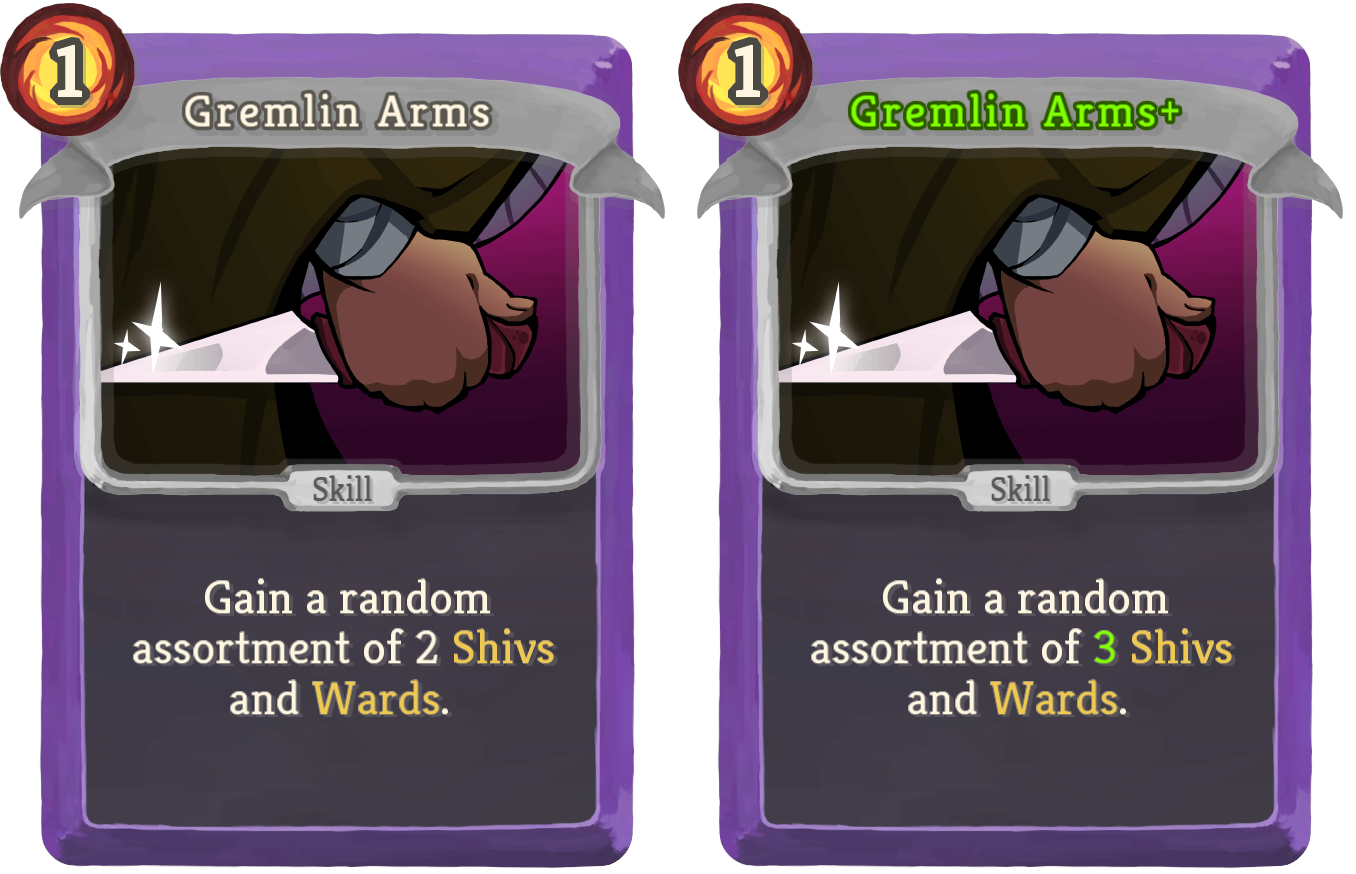 1
Gremlin Arms
Skill
Gain a random
assortment of 2 Shivs
and Wards.
1
Gremlin Arms+
Skill
Gain a random
assortment of 3 Shivs
and Wards.